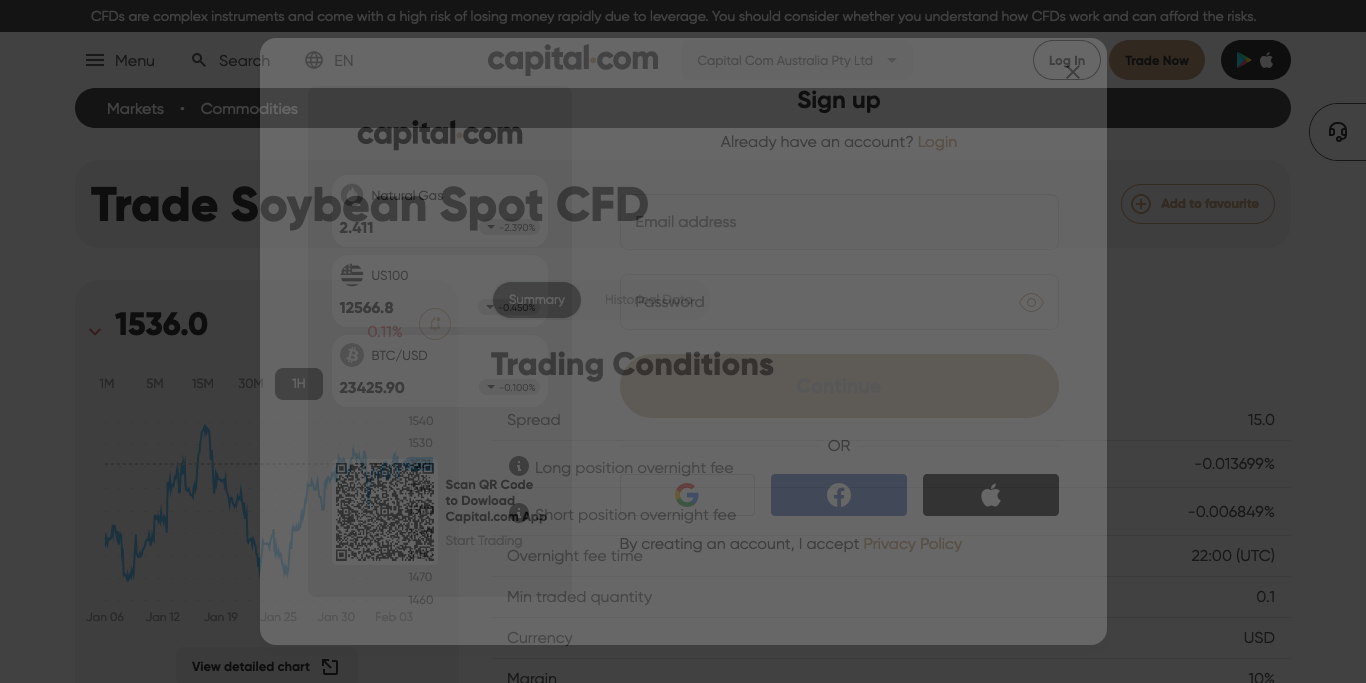 CFDs are complex instruments and come with a high risk of losing money rapidly due to leverage. You should consider whether you understand how CFDs work and can afford the risks.
Menu
Search
EN
capital.com
Capital Com Australia Pty Ltd
Log In
Trade Now
Markets • Commodities
Trade Soybean Spot CFD
Add to favourite
1536.0
0.11%
1M 5M 15M 30M 1H
1540
1530
1470
1460
Jan 06 Jan 12 Jan 19 Jan 25 Jan 30 Feb 03
View detailed chart
Summary
Historical Data
Trading Conditions
Spread 15.0
Long position overnight fee -0.013699%
Short position overnight fee -0.006849%
Overnight fee time 22:00 (UTC)
Min traded quantity 0.1
Currency USD
Margin 10%
capital.com
Natural Gas
2.411 -2.390%
US100
12566.8 -0.450%
BTC/USD
23425.90 -0.100%
Scan QR Code
to Dowload
Capital.com App
Start Trading
Sign up
Already have an account? Login
Email address
Password
Continue
OR
By creating an account, I accept Privacy Policy